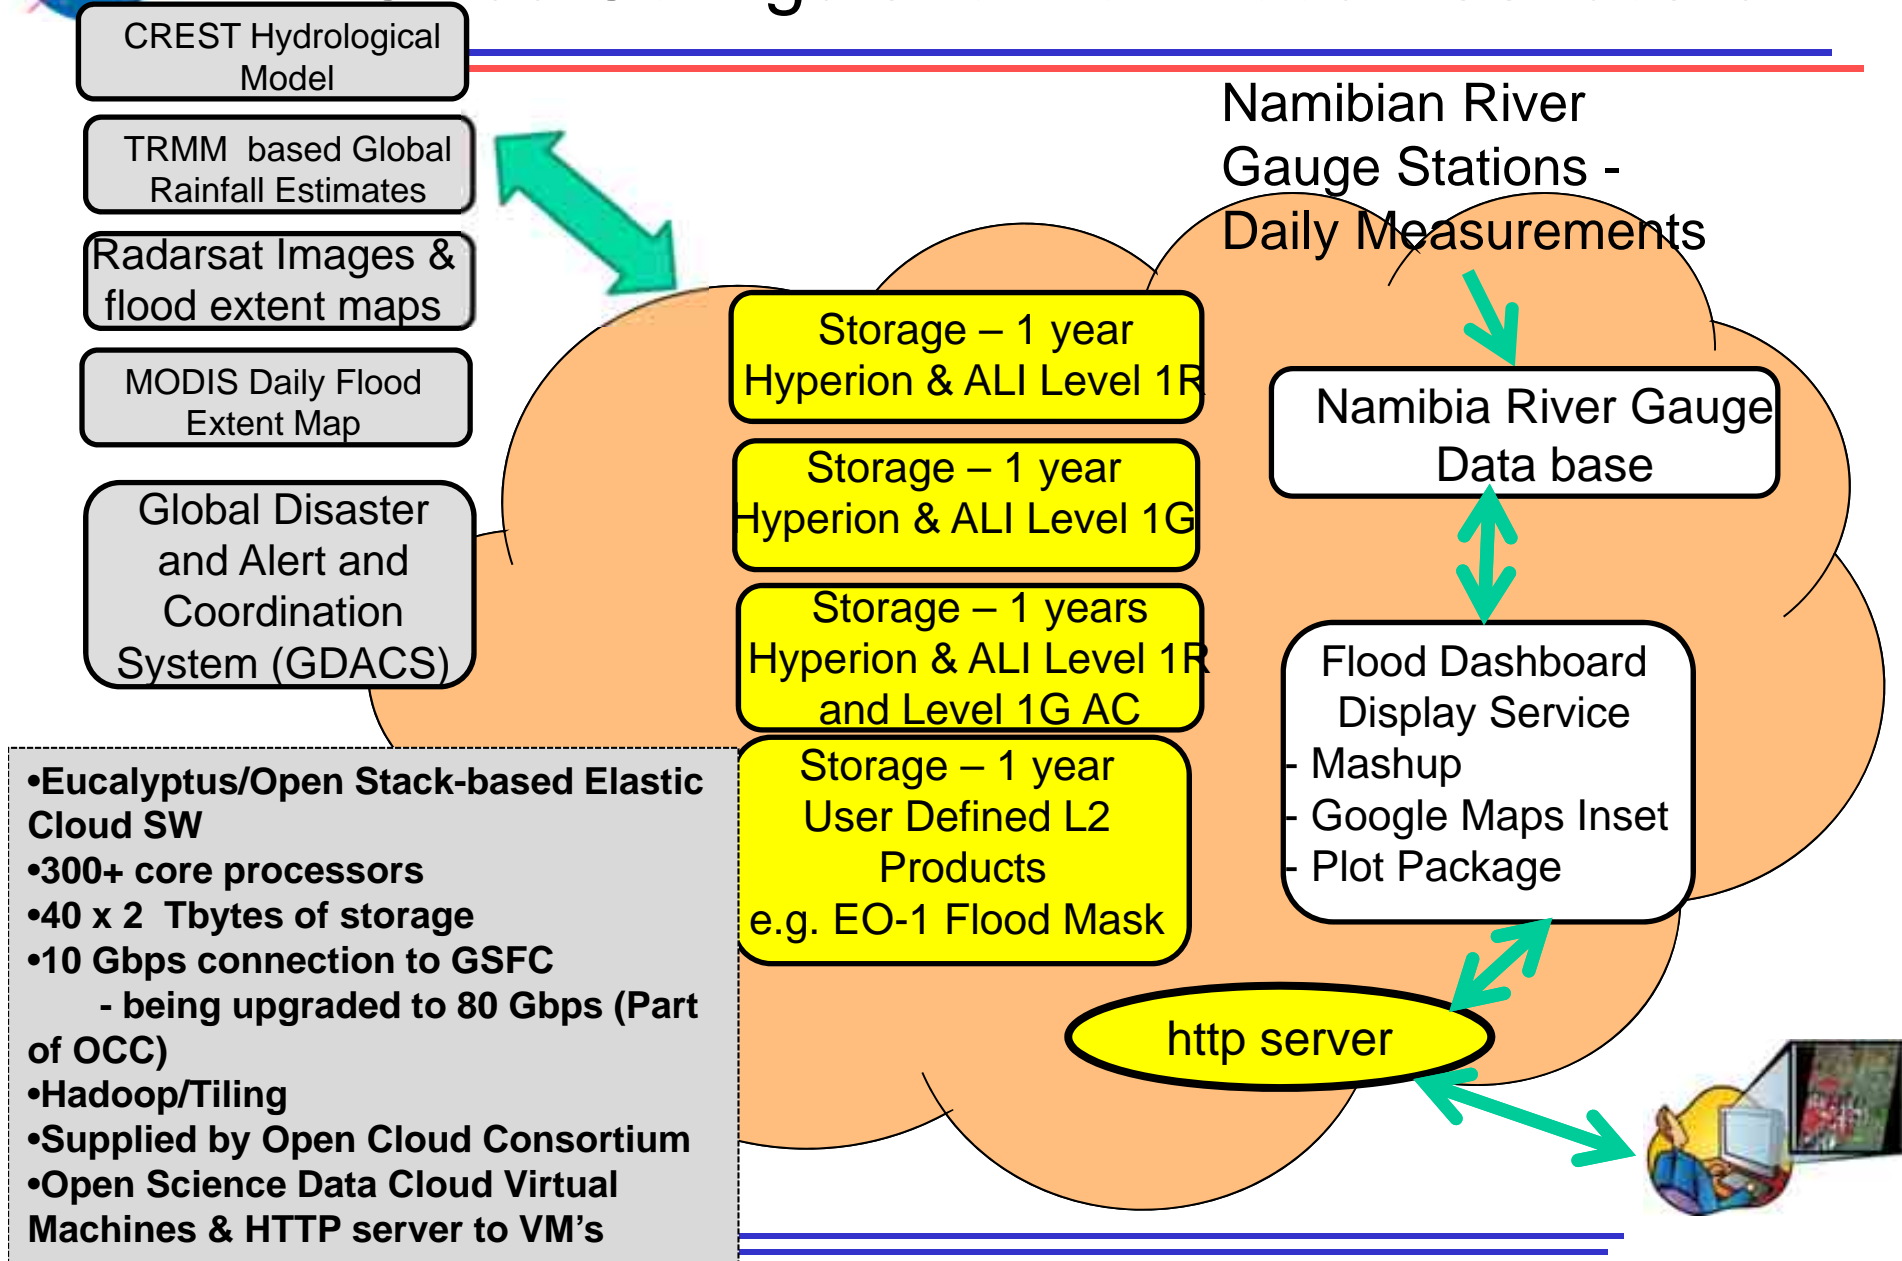 CREST Hydrological
Model
TRMM based Global
Rainfall Estimates
Radarsat Images &
flood extent maps
MODIS Daily Flood
Extent Map
Global Disaster
and Alert and
Coordination
System (GDACS)
Namibian River
Gauge Stations -
Daily Measurements
Storage – 1 year
Hyperion & ALI Level 1R
Storage – 1 year
Hyperion & ALI Level 1G
Storage – 1 years
Hyperion & ALI Level 1R
and Level 1G AC
Storage – 1 year
User Defined L2
Products
e.g. EO-1 Flood Mask
Namibia River Gauge
Data base
Flood Dashboard
Display Service
- Mashup
- Google Maps Inset
- Plot Package
http server
•Eucalyptus/Open Stack-based Elastic
Cloud SW
•300+ core processors
•40 x 2 Tbytes of storage
•10 Gbps connection to GSFC
- being upgraded to 80 Gbps (Part
of OCC)
•Hadoop/Tiling
•Supplied by Open Cloud Consortium
•Open Science Data Cloud Virtual
Machines & HTTP server to VM’s